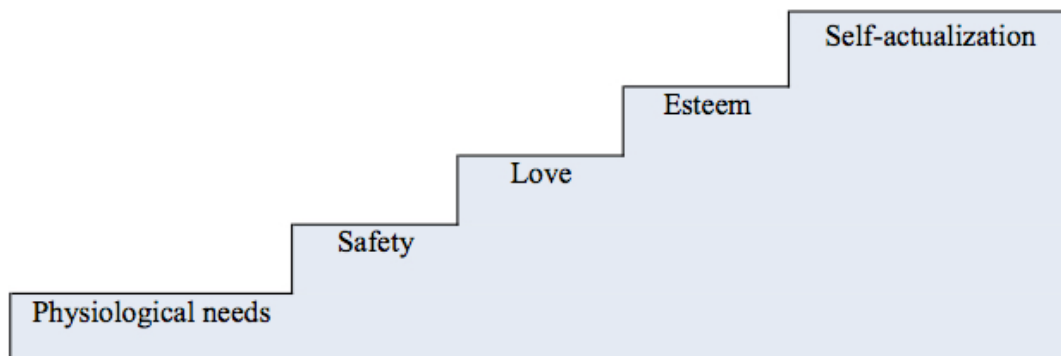 Self-actualization
Esteem
Love
Safety
Physiological needs